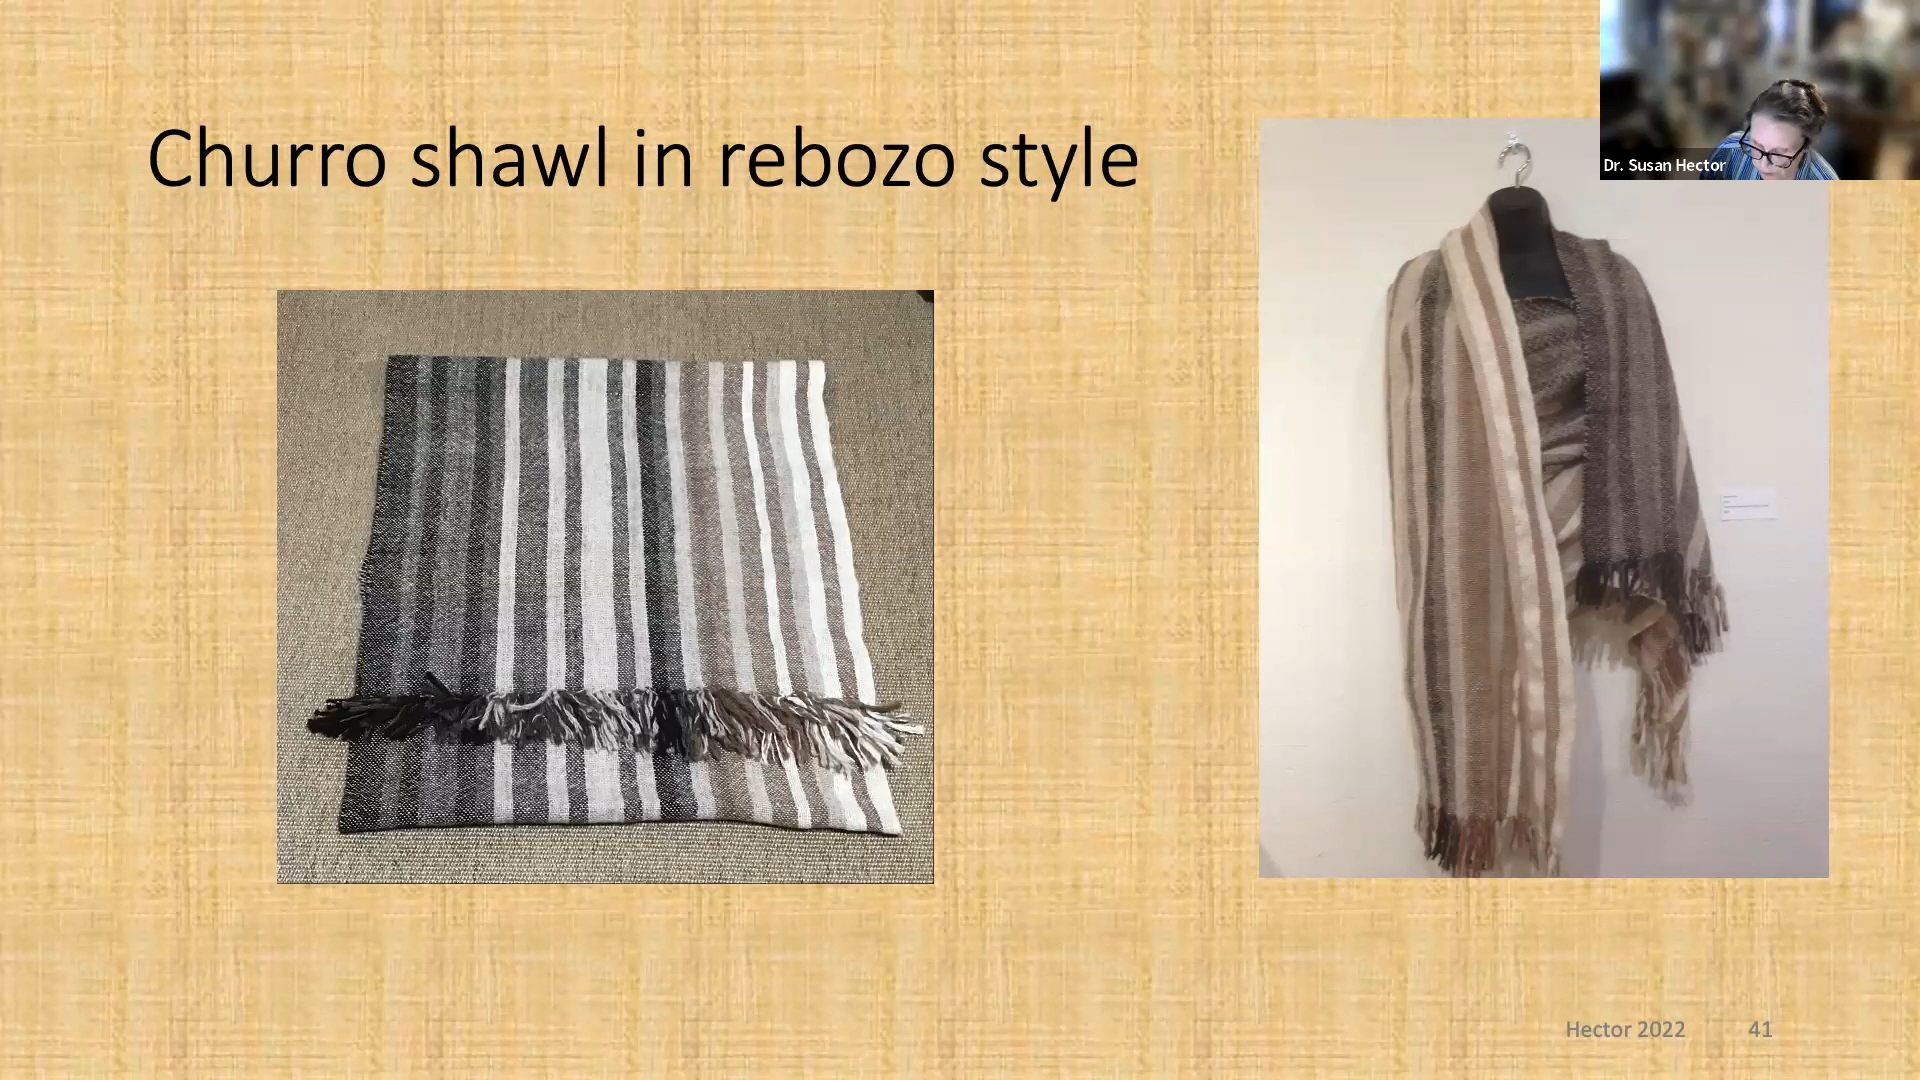 Churro shawl in rebozo style
Dr. Susan Hector
Hector 2022
41